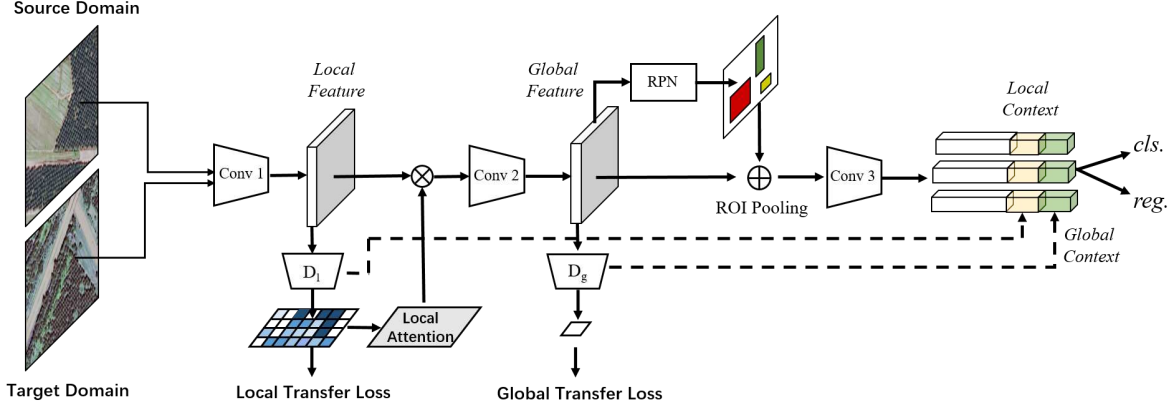 Source Domain
Local
Feature
Global
Feature
RPN
Local
Context
Conv 1
Conv 2
Conv 3
cls.
reg.
ROI Pooling
Global
Context
Dl
Dg
Local
Attention
Target Domain
Local Transfer Loss
Global Transfer Loss